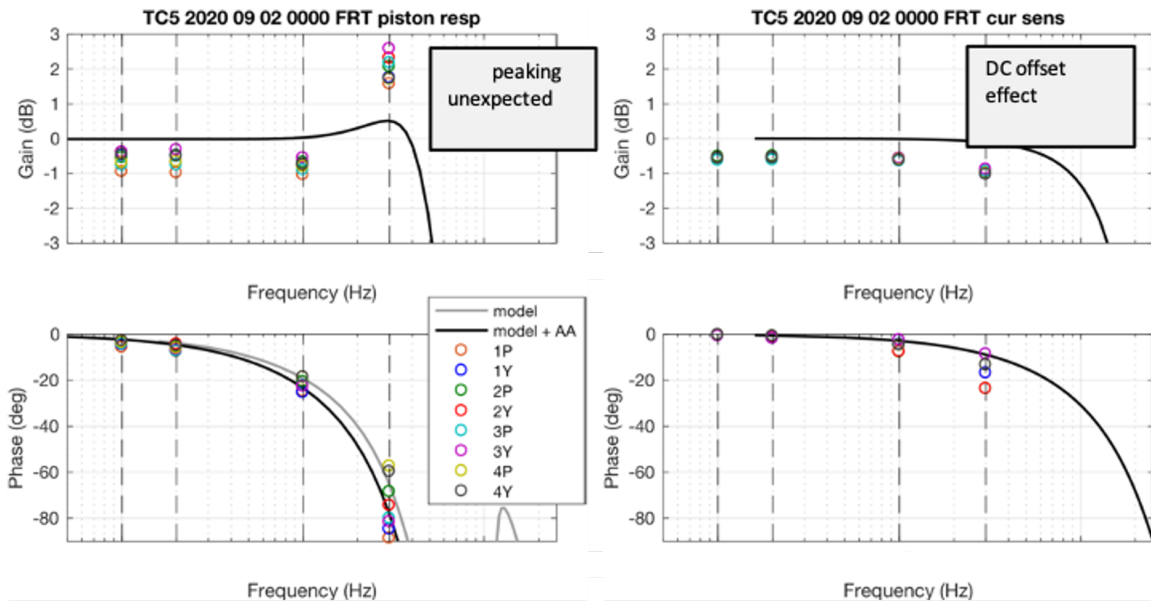 TC5 2020 09 02 0000 FRT piston resp
3
2
1
0
-1
-2
-3
Gain (dB)
peaking
unexpected
Frequency (Hz)
TC5 2020 09 02 0000 FRT cur sens
3
2
1
0
-1
-2
-3
Gain (dB)
DC offset
effect
Frequency (Hz)
0
-20
-40
-60
-80
Phase (deg)
model
model + AA
1P
1Y
2P
2Y
3P
3Y
4P
4Y
Frequency (Hz)
0
-20
-40
-60
-80
Phase (deg)
Frequency (Hz)